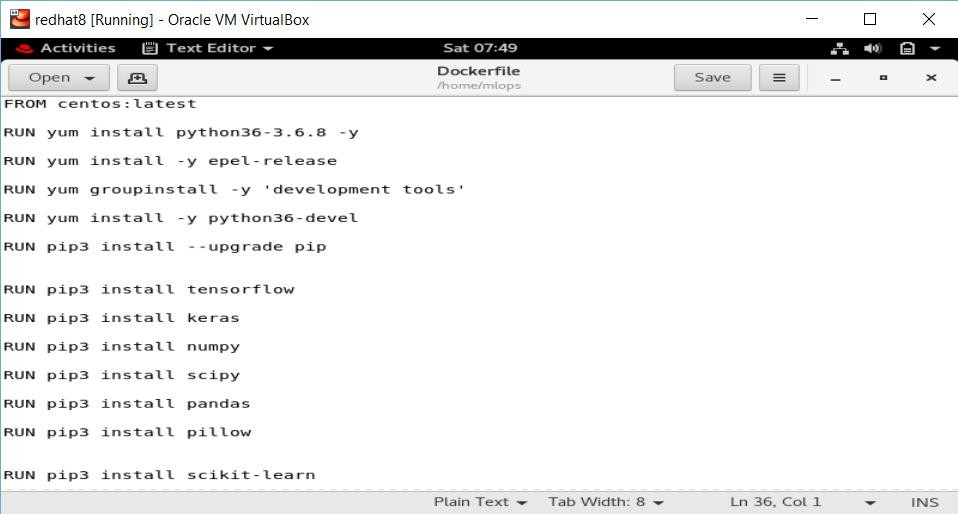 redhat8 [Running] - Oracle VM VirtualBox
Activities Text Editor Sat 07:49
Open Dockerfile Save
/home/mlops
FROM centos:latest
RUN yum install python36-3.6.8 -y
RUN yum install -y epel-release
RUN yum groupinstall -y 'development tools'
RUN yum install -y python36-devel
RUN pip3 install --upgrade pip
RUN pip3 install tensorflow
RUN pip3 install keras
RUN pip3 install numpy
RUN pip3 install scipy
RUN pip3 install pandas
RUN pip3 install pillow
RUN pip3 install scikit-learn
Plain Text Tab Width: 8 Ln 36, Col 1 INS